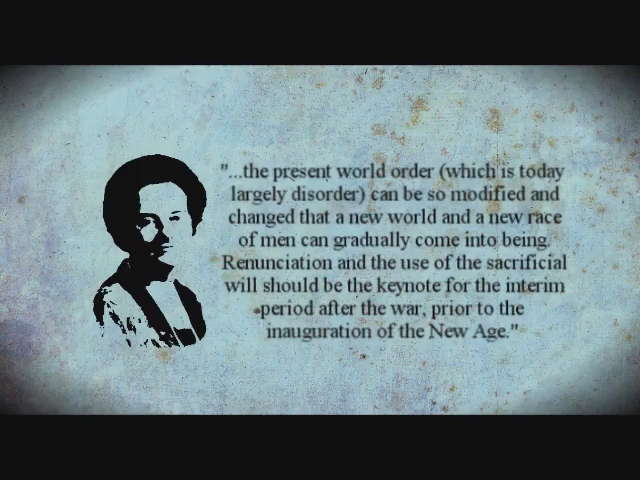 "...the present world order (which is today
largely disorder) can be so modified and
changed that a new world and a new race
of men can gradually come into being.
Renunciation and the use of the sacrificial
will should be the keynote for the interim
period after the war, prior to the
inauguration of the New Age."